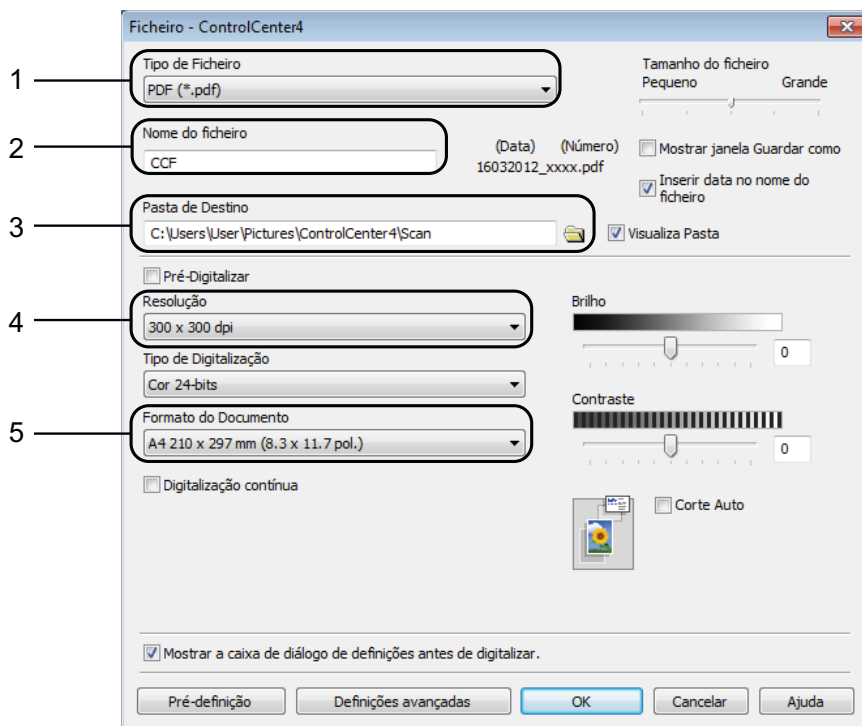 Ficheiro - ControlCenter4
1
Tipo de Ficheiro
PDF (*.pdf)
Tamanho do ficheiro
Pequeno Grande
2
Nome do ficheiro
CCF
(Data) (Número)
16032012_xxxx.pdf
Mostrar janela Guardar como
Inserir data no nome do
ficheiro
3
Pasta de Destino
C:\Users\User\Pictures\ControlCenter4\Scan
Visualiza Pasta
Pré-Digitalizar
4
Resolução
300 x 300 dpi
Brilho
0
Tipo de Digitalização
Cor 24-bits
Contraste
0
5
Formato do Documento
A4 210 x 297 mm (8.3 x 11.7 pol.)
Digitalização contínua
Corte Auto
Mostrar a caixa de diálogo de definições antes de digitalizar.
Pré-definição Definições avançadas OK Cancelar Ajuda